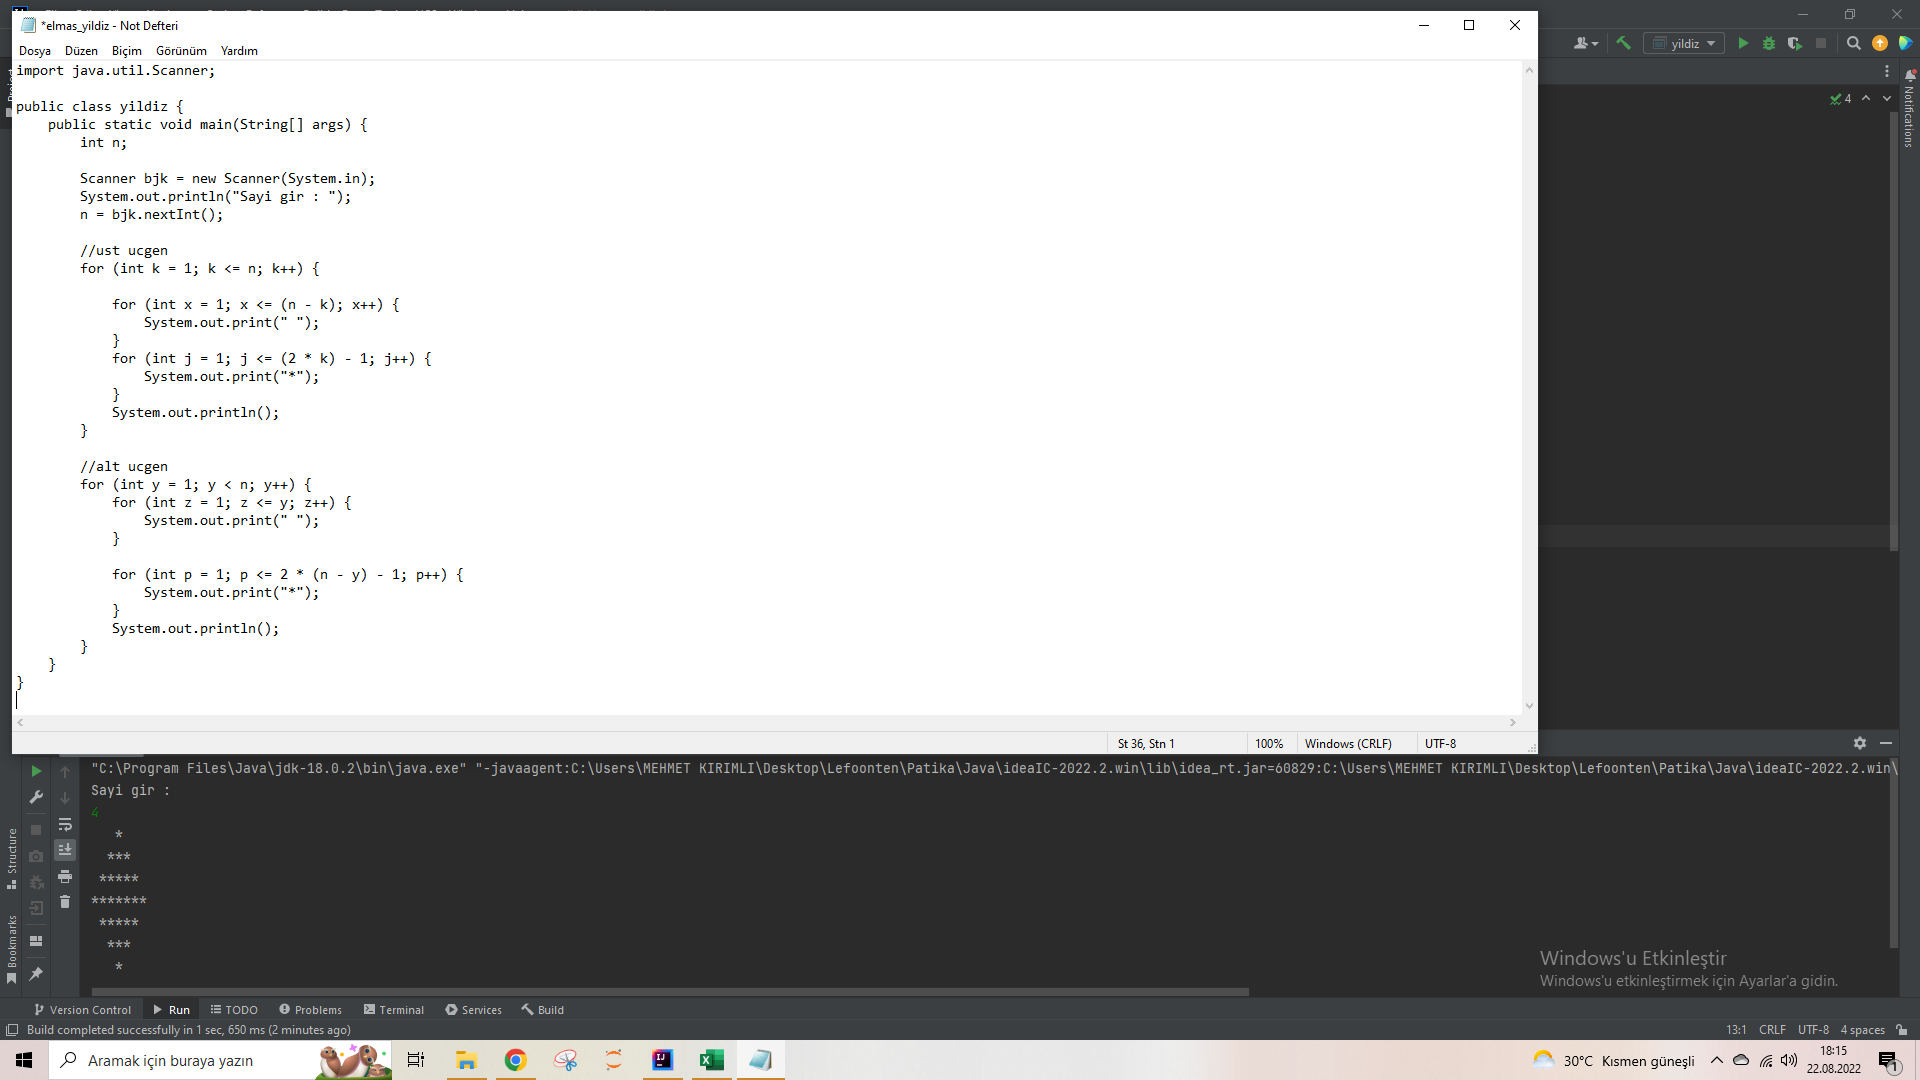 *elmas_yildiz - Not Defteri
Dosya Düzen Biçim Görünüm Yardım
import java.util.Scanner;
public class yildiz {
    public static void main(String[] args) {
        int n;
        Scanner bjk = new Scanner(System.in);
        System.out.println("Sayi gir : ");
        n = bjk.nextInt();
        //ust ucgen
        for (int k = 1; k <= n; k++) {
            for (int x = 1; x <= (n - k); x++) {
                System.out.print(" ");
            }
            for (int j = 1; j <= (2 * k) - 1; j++) {
                System.out.print("*");
            }
            System.out.println();
        }
        //alt ucgen
        for (int y = 1; y < n; y++) {
            for (int z = 1; z <= y; z++) {
                System.out.print(" ");
            }
            for (int p = 1; p <= 2 * (n - y) - 1; p++) {
                System.out.print("*");
            }
            System.out.println();
        }
    }
}
St 36, Stn 1 100% Windows (CRLF) UTF-8
yildiz
4
Notifications
Project
"C:\Program Files\Java\jdk-18.0.2\bin\java.exe" "-javaagent:C:\Users\MEHMET KIRIMLI\Desktop\Lefoonten\Patika\Java\ideaIC-2022.2.win\lib\idea_rt.jar=60829:C:\Users\MEHMET KIRIMLI\Desktop\Lefoonten\Patika\Java\ideaIC-2022.2.win\
Sayi gir :
4
   *
  ***
 *****
*******
 *****
  ***
   *
Structure
Bookmarks
Windows'u Etkinleştir
Windows'u etkinleştirmek için Ayarlar'a gidin.
Version Control Run TODO Problems Terminal Services Build
Build completed successfully in 1 sec, 650 ms (2 minutes ago)
13:1 CRLF UTF-8 4 spaces
Aramak için buraya yazın
30°C Kısmen güneşli
18:15
22.08.2022
1